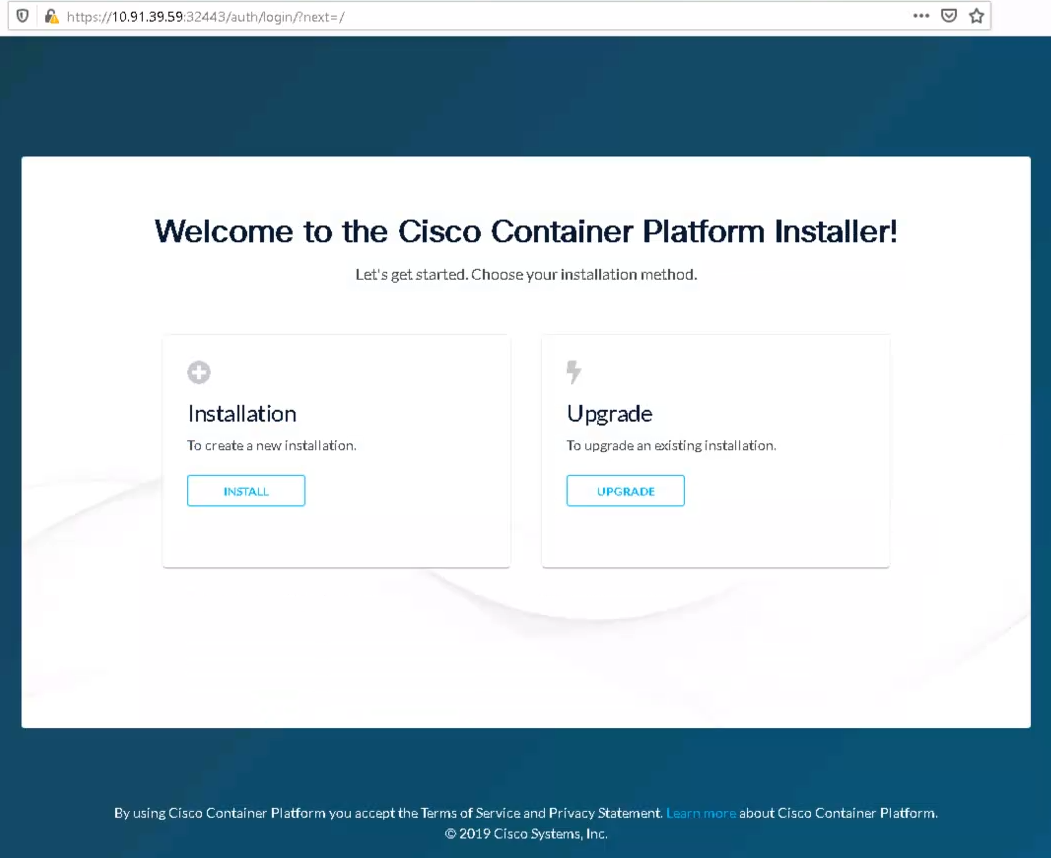 https://10.91.39.59:32443/auth/login/?next=/
Welcome to the Cisco Container Platform Installer!
Let's get started. Choose your installation method.
Installation
To create a new installation.
INSTALL
Upgrade
To upgrade an existing installation.
UPGRADE
By using Cisco Container Platform you accept the Terms of Service and Privacy Statement. Learn more about Cisco Container Platform.
© 2019 Cisco Systems, Inc.